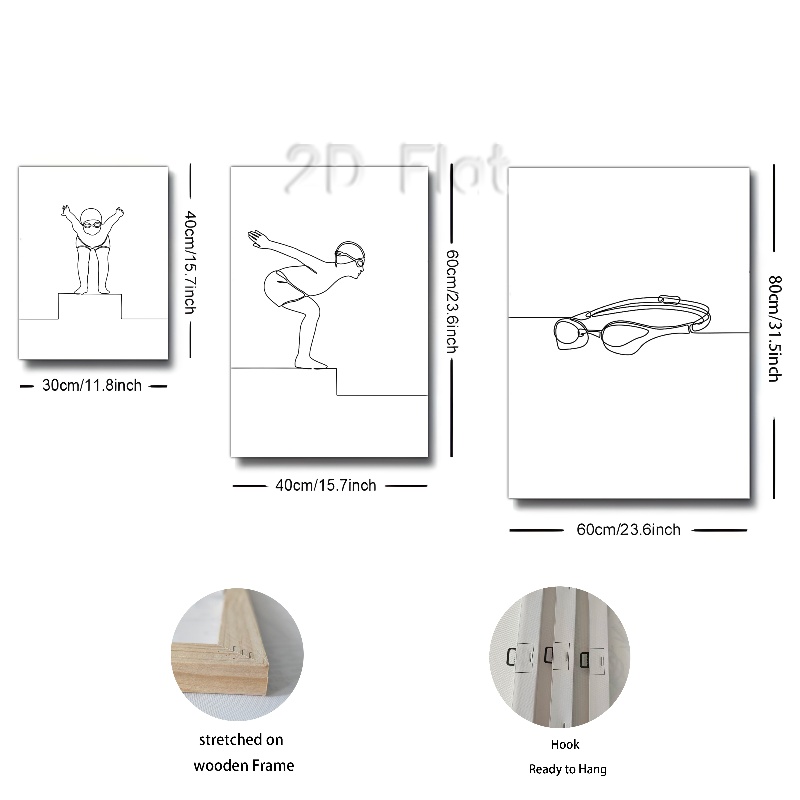 2D Flat
40cm/15.7inch
30cm/11.8inch
60cm/23.6inch
40cm/15.7inch
80cm/31.5inch
60cm/23.6inch
stretched on
wooden Frame
Hook
Ready to Hang